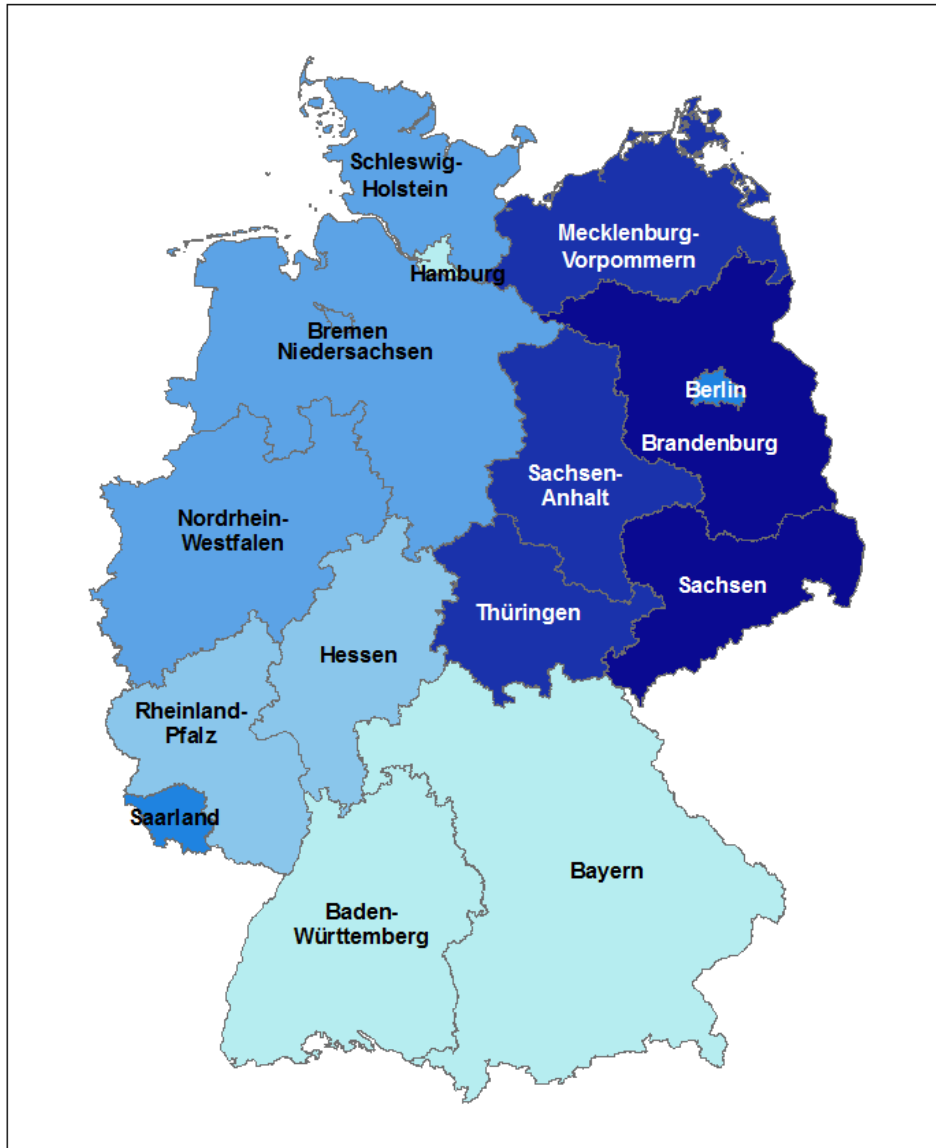 Schleswig-
Holstein
Mecklenburg-
Vorpommern
Hamburg
Bremen
Niedersachsen
Berlin
Brandenburg
Sachsen-
Anhalt
Nordrhein-
Westfalen
Sachsen
Thüringen
Hessen
Rheinland-
Pfalz
Saarland
Bayern
Baden-
Württemberg